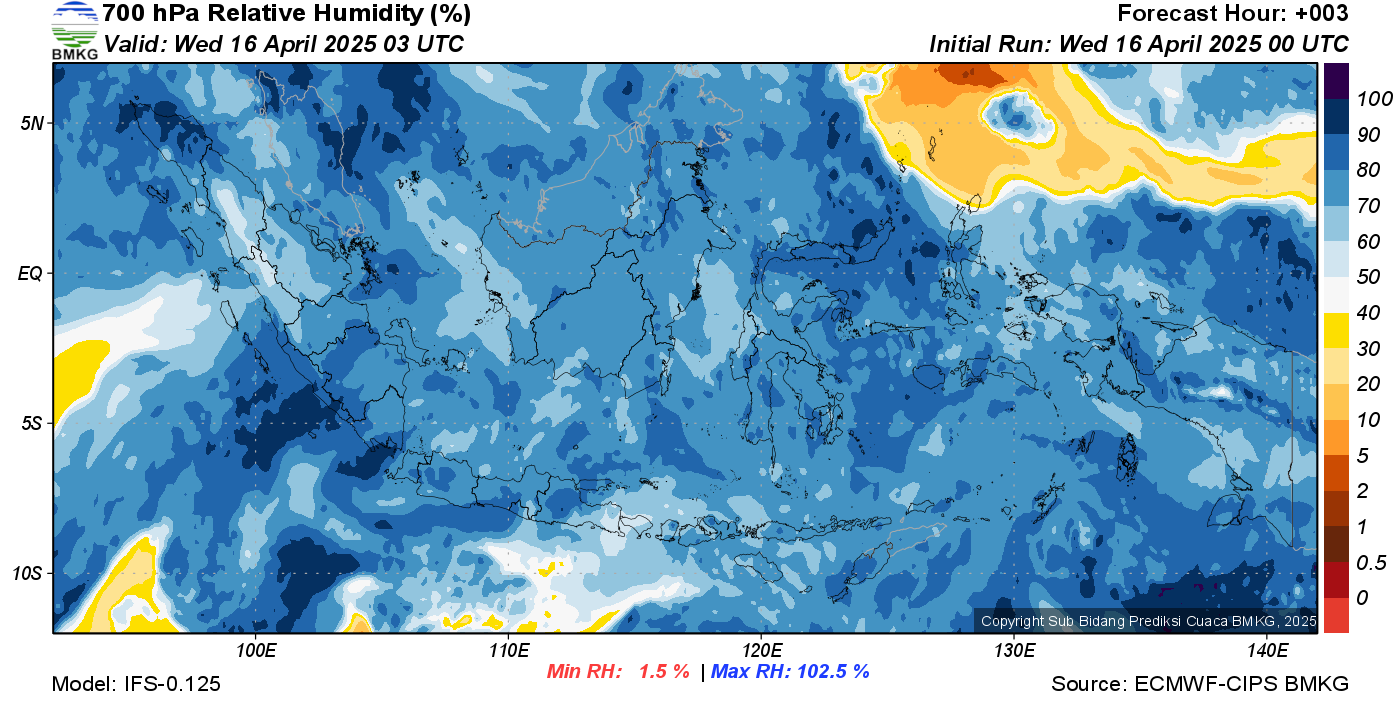 BMKG
700 hPa Relative Humidity (%)
Valid: Wed 16 April 2025 03 UTC
Forecast Hour: +003
Initial Run: Wed 16 April 2025 00 UTC
5N
EQ
5S
10S
100E
110E
120E
130E
140E
100
90
80
70
60
50
40
30
20
10
5
2
1
0.5
0
Copyright Sub Bidang Prediksi Cuaca BMKG, 2025
Min RH: 1.5 % | Max RH: 102.5 %
Model: IFS-0.125
Source: ECMWF-CIPS BMKG